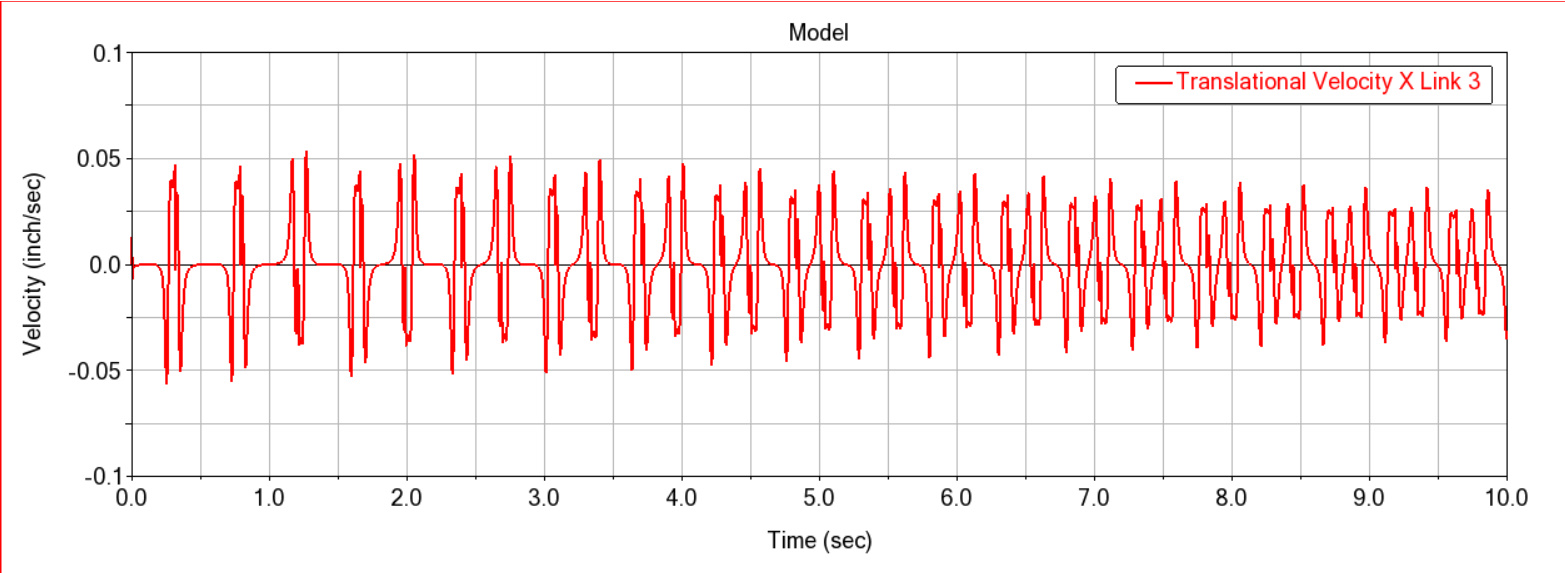 Model
Translational Velocity X Link 3
Velocity (inch/sec)
0.1
0.05
0.0
-0.05
-0.1
0.0 1.0 2.0 3.0 4.0 5.0 6.0 7.0 8.0 9.0 10.0
Time (sec)